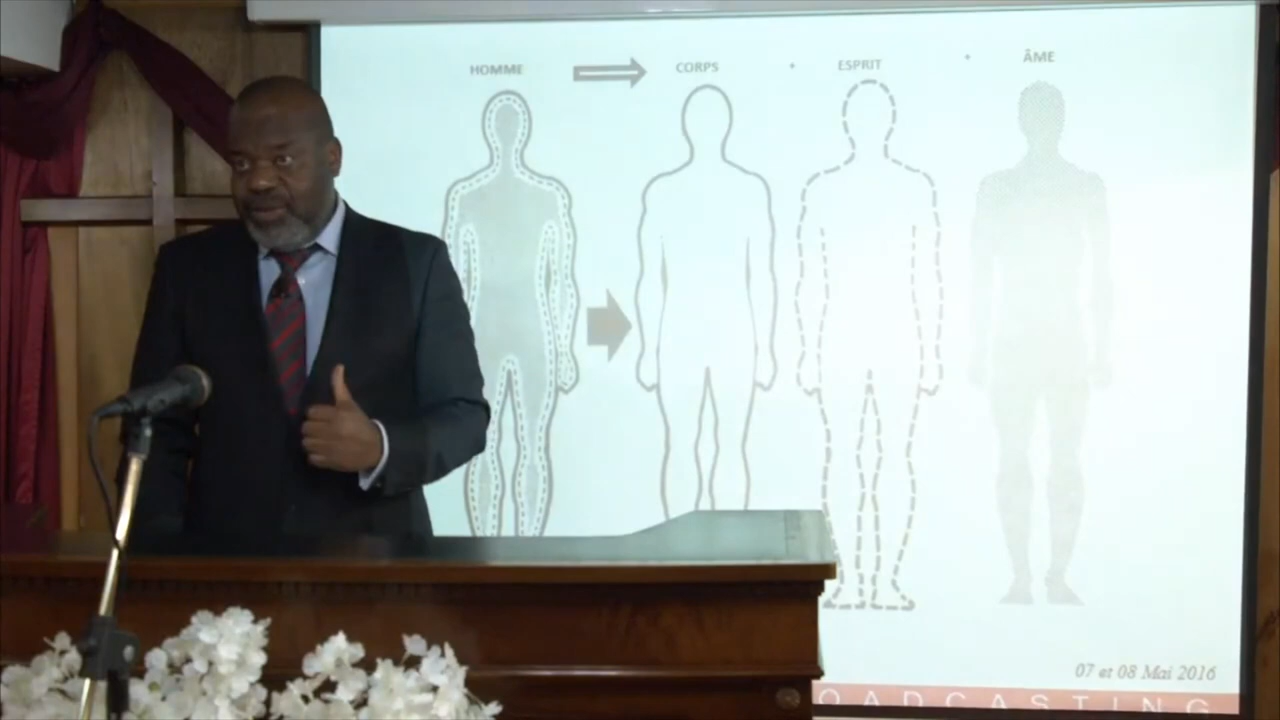 HOMME CORPS • ESPRIT • ÂME
07 et 08 Mai 2016
OADCASTING